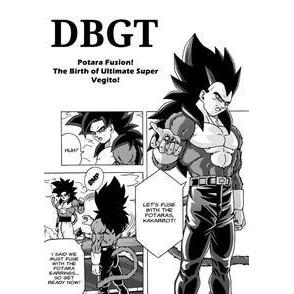 DBGT
Potara Fusion!
The Birth of Ultimate Super
Vegito!
HUH?
BMP
LET'S FUSE
WITH THE
POTARAS,
KAKARROT!
I SAID WE
MUST FUSE
WITH THE
POTARA
EARRINGS...
SO GET
READY NOW!